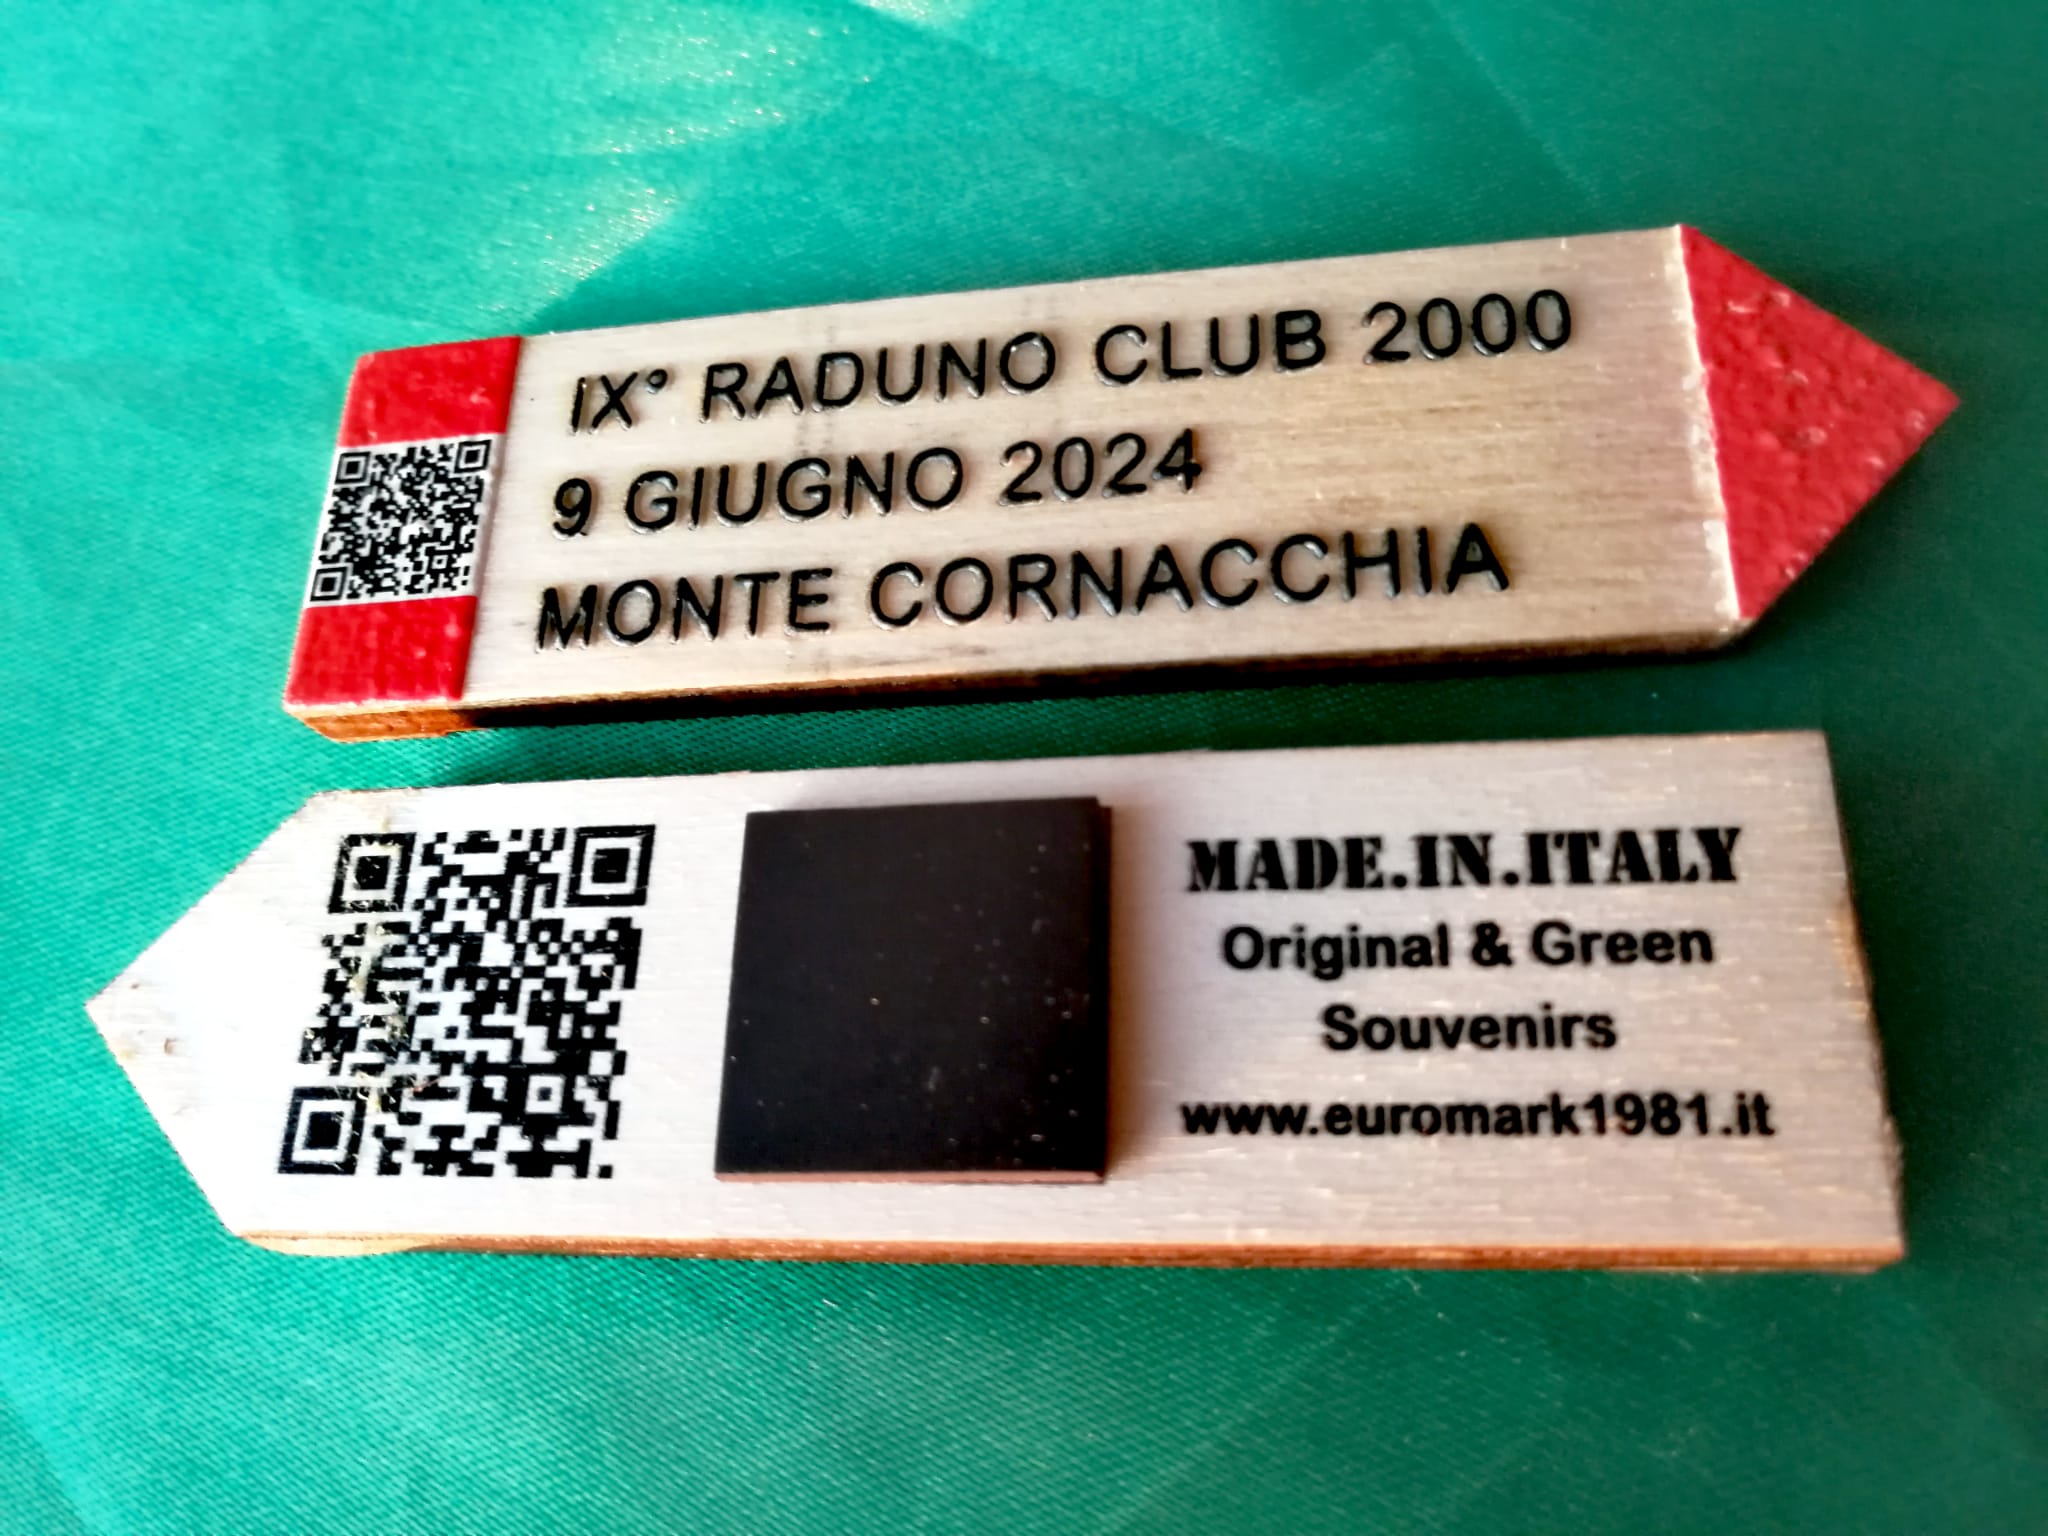 IX° RADUNO CLUB 2000
9 GIUGNO 2024
MONTE CORNACCHIA
MADE.IN.ITALY
Original & Green
Souvenirs
www.euromark1981.it